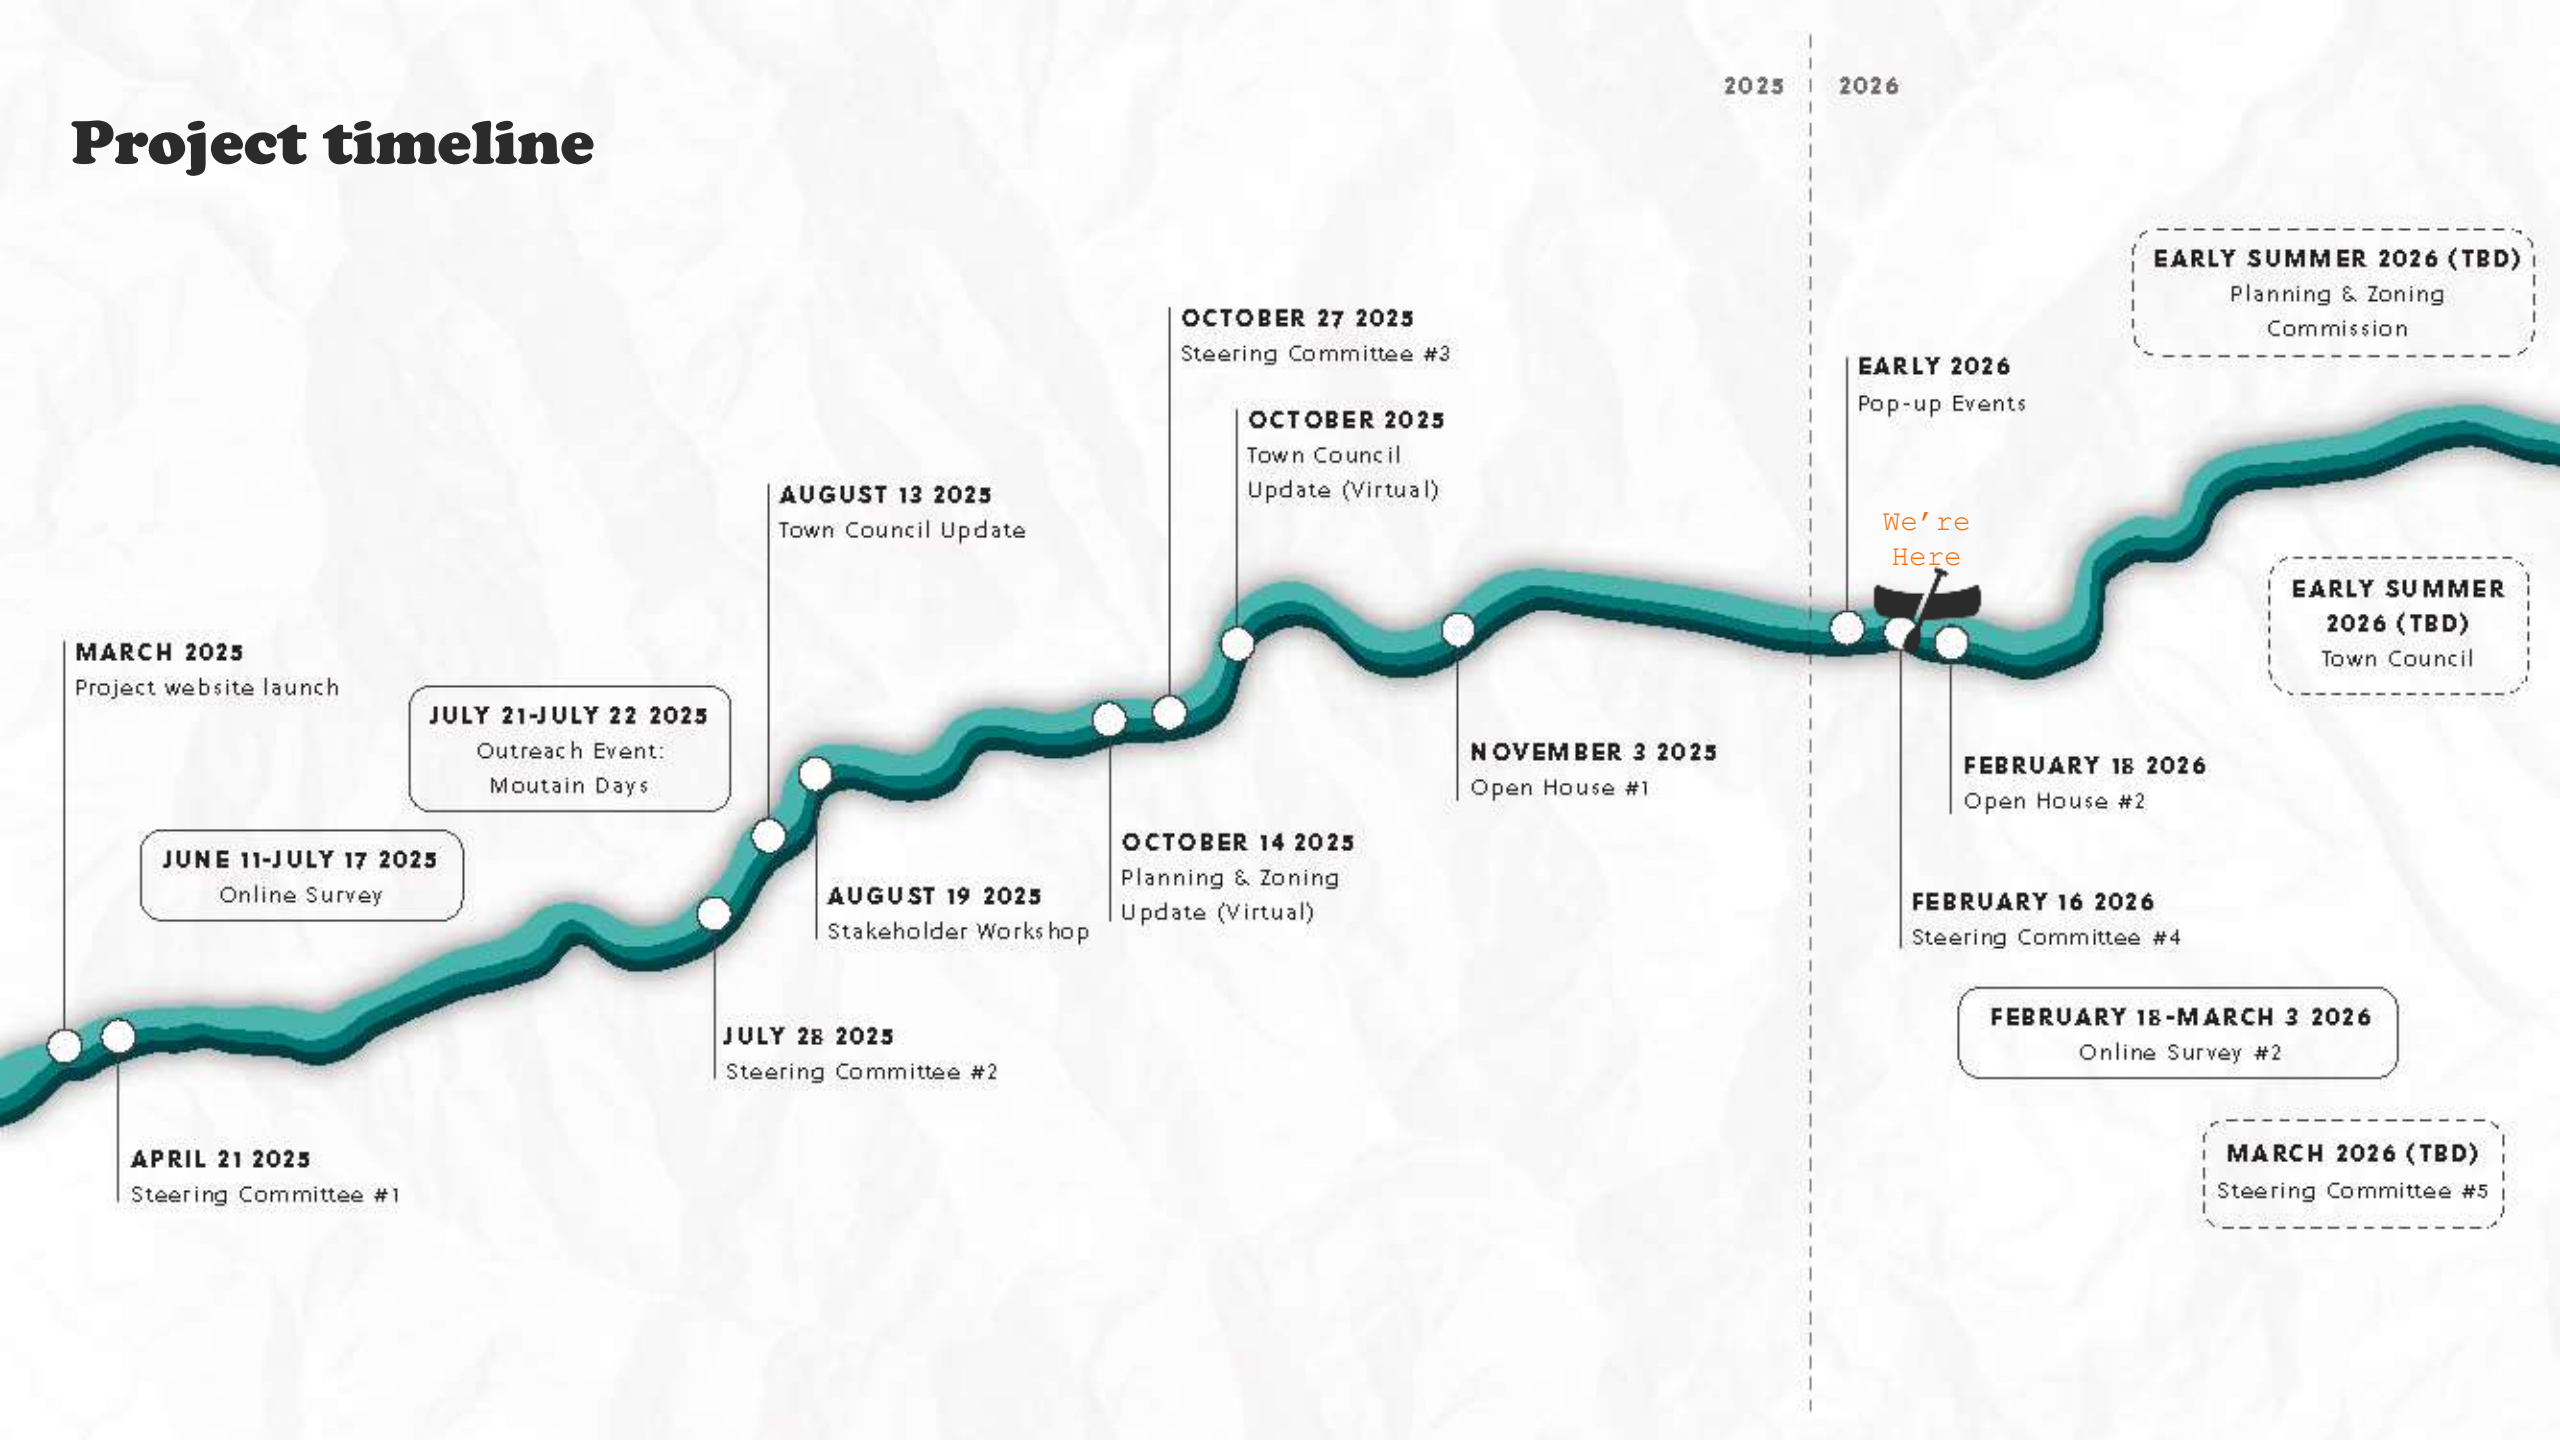 2025
2026
Project timeline
EARLY SUMMER 2026 (TBD)
Planning & Zoning
Commission
OCTOBER 27 2025
Steering Committee #3
EARLY 2026
Pop-up Events
OCTOBER 2025
Town Council
Update (Virtual)
AUGUST 13 2025
Town Council Update
We’re
Here
EARLY SUMMER
2026 (TBD)
Town Council
MARCH 2025
Project website launch
JULY 21-JULY 22 2025
Outreach Event:
Moutain Days
NOVEMBER 3 2025
Open House #1
FEBRUARY 18 2026
Open House #2
JUNE 11-JULY 17 2025
Online Survey
OCTOBER 14 2025
Planning & Zoning
Update (Virtual)
AUGUST 19 2025
Stakeholder Workshop
FEBRUARY 16 2026
Steering Committee #4
JULY 28 2025
Steering Committee #2
FEBRUARY 18-MARCH 3 2026
Online Survey #2
APRIL 21 2025
Steering Committee #1
MARCH 2026 (TBD)
Steering Committee #5